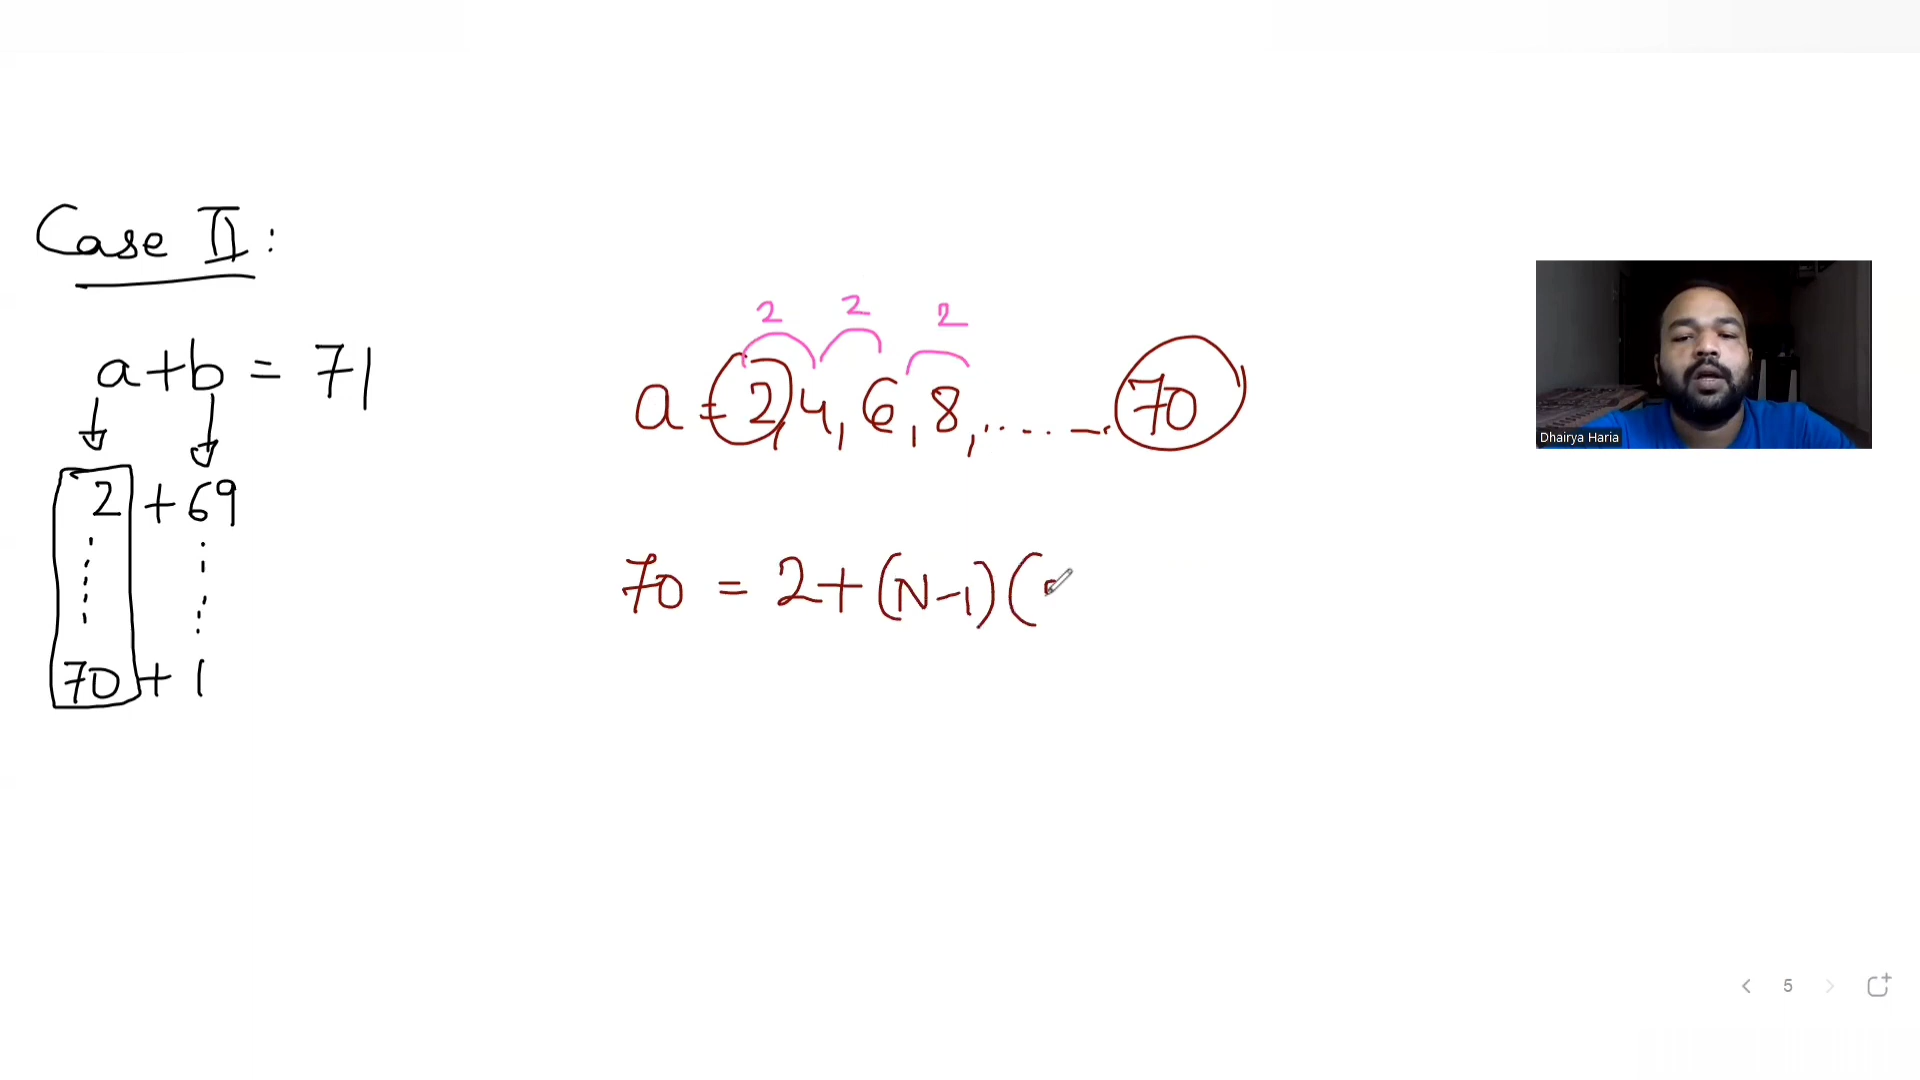 Case II :
a+b = 71
2 + 69
70 + 1
2 2 2
a = 2, 4, 6, 8, ..... 70
70 = 2 + (N-1) (
Dhairya Haria
5